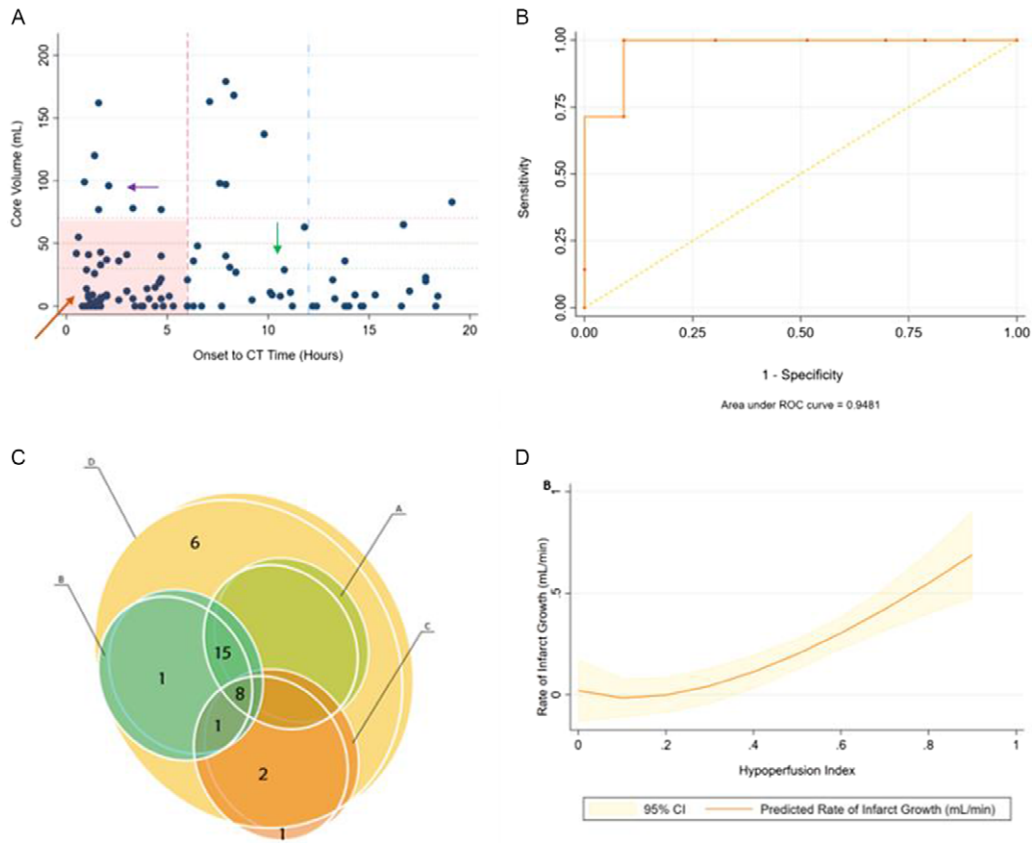 A
200
150
100
50
0
Core Volume (mL)
0 5 10 15 20
Onset to CT Time (Hours)
B
1.00
0.75
0.50
0.25
0.00
Sensitivity
0.00 0.25 0.50 0.75 1.00
1 - Specificity
Area under ROC curve = 0.9481
C
D
6
A
B
15
C
1
8
1
2
1
D
B
1
.5
0
Rate of Infarct Growth (mL/min)
0 .2 .4 .6 .8 1
Hypoperfusion Index
95% CI Predicted Rate of Infarct Growth (mL/min)